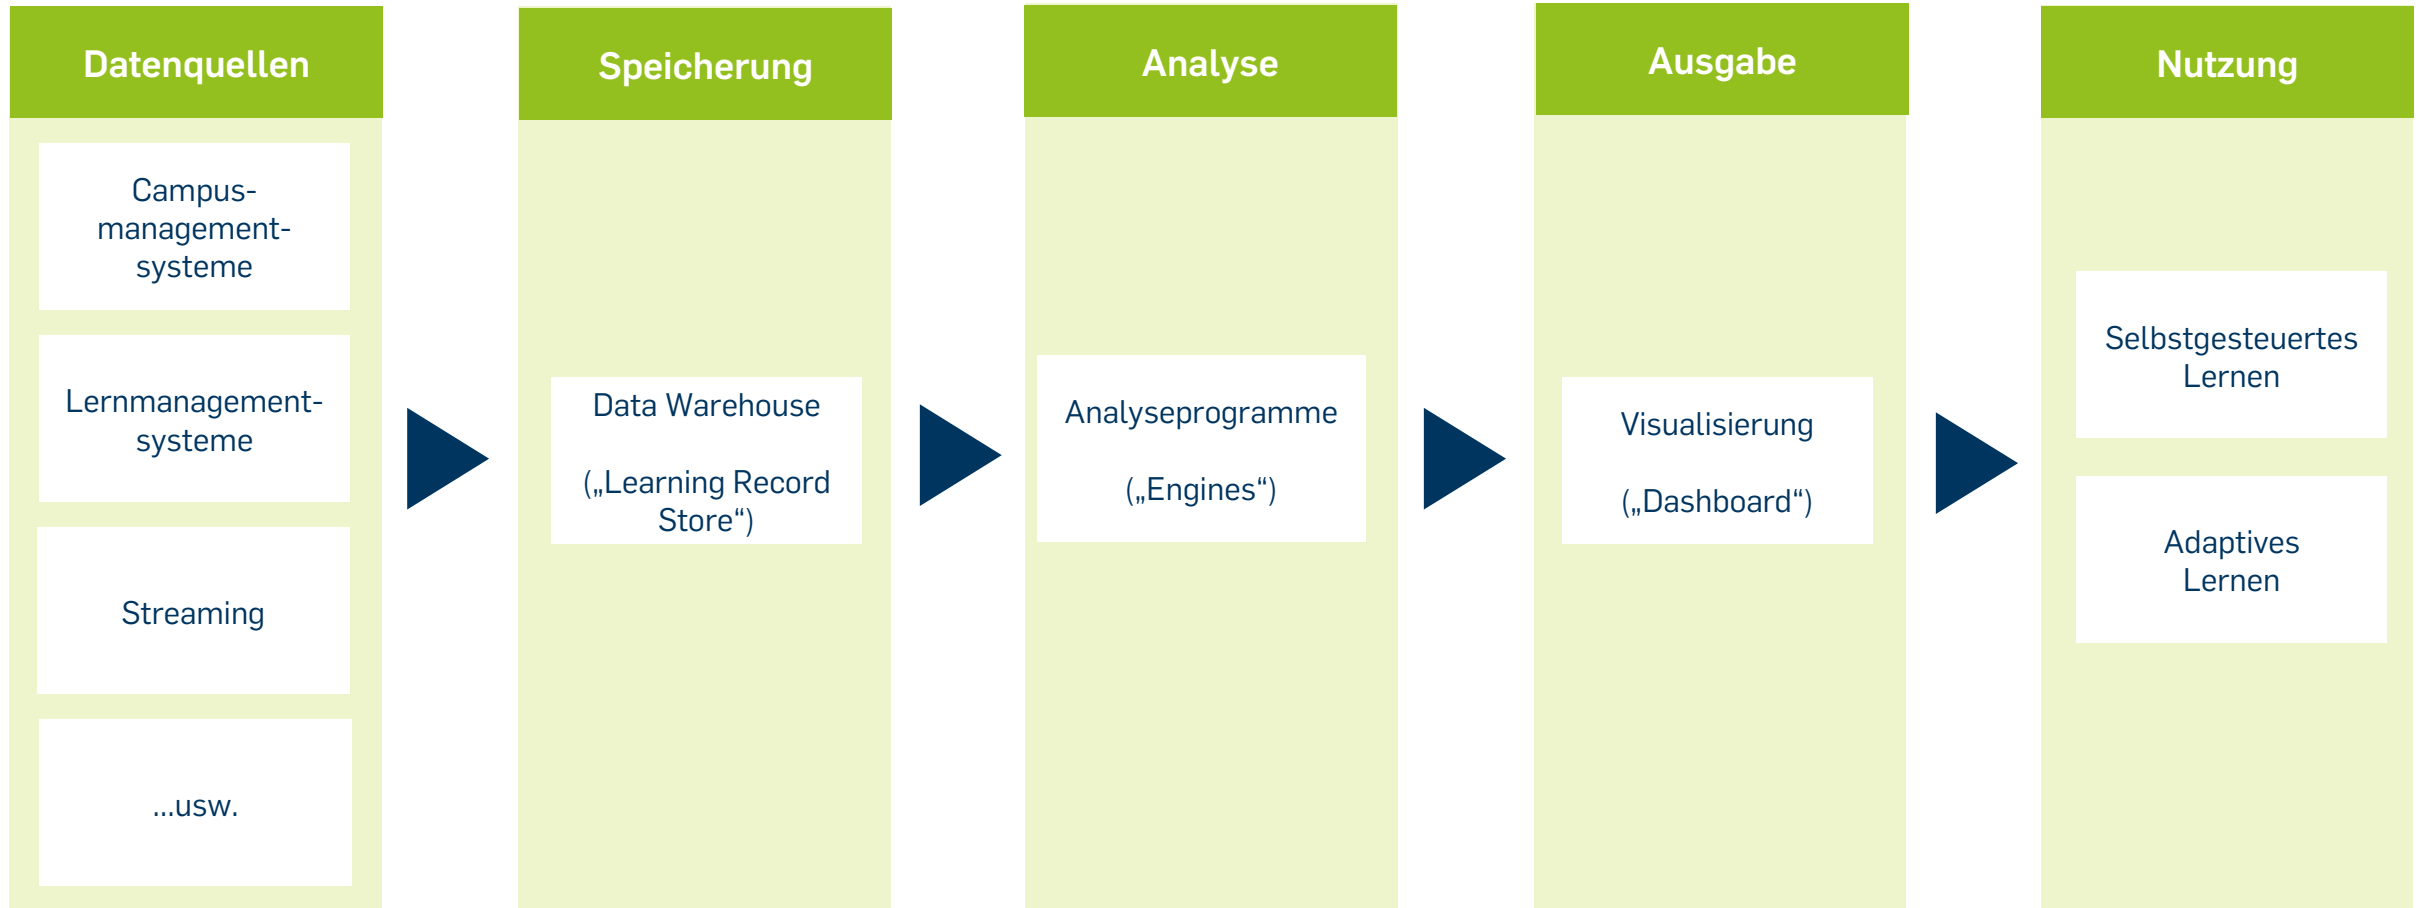 Datenquellen
Campus-
management-
systeme
Lernmanagement-
systeme
Streaming
...usw.
Speicherung
Data Warehouse
(„Learning Record
Store“)
Analyse
Analyseprogramme
(„Engines“)
Ausgabe
Visualisierung
(„Dashboard“)
Nutzung
Selbstgesteuertes
Lernen
Adaptives
Lernen